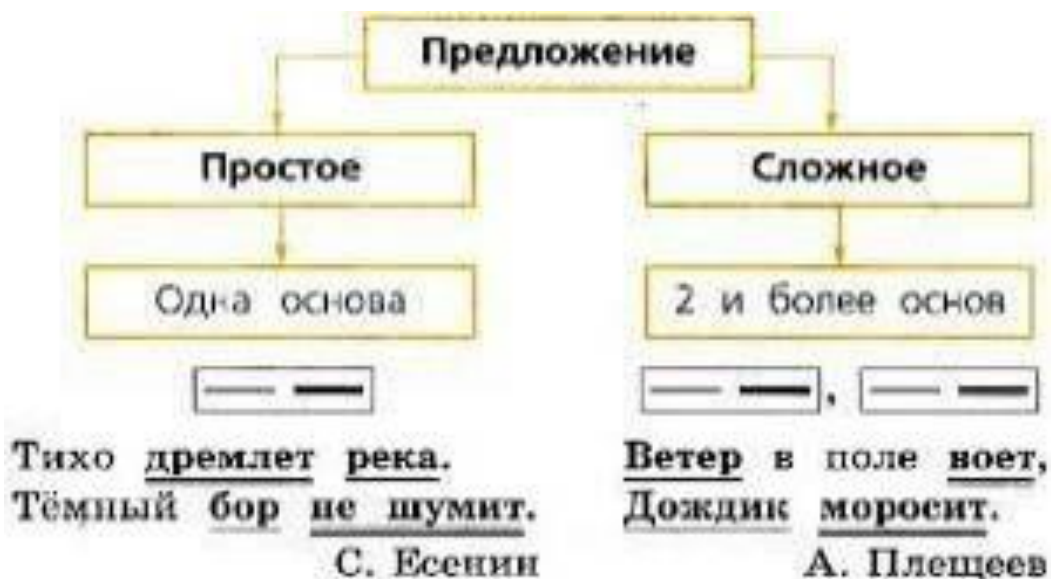 Предложение
Простое
Сложное
Одна основа
2 и более основ
Тихо дремлет река.
Тёмный бор не шумит.
С. Есенин
Ветер в поле воет,
Дождик моросит.
А. Плещеев